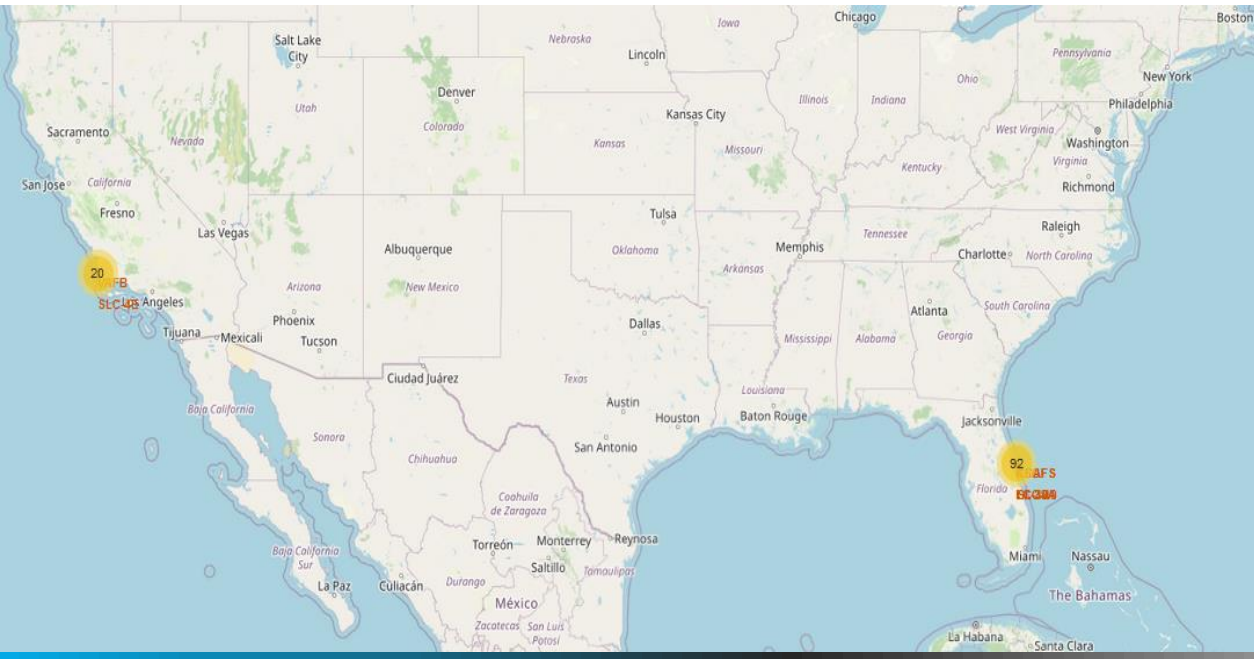 Iowa
Chicago
Boston
Salt Lake
City
Nebraska
Lincoln
Pennsylvania
New York
Denver
Utah
Colorado
Illinois
Indiana
Ohio
Philadelphia
Kansas City
Sacramento
Nevada
Kansas
Missouri
West Virginia
Washington
Virginia
Kentucky
San Jose
California
Richmond
Fresno
Las Vegas
Tulsa
Raleigh
Albuquerque
Oklahoma
Memphis
Tennessee
Charlotte
North Carolina
20
Arkansas
Arizona
New Mexico
Angeles
South Carolina
Atlanta
Phoenix
Dallas
Tijuana
Mexicali
Tucson
Mississippi
Alabama
Georgia
Ciudad Juárez
Texas
Louisiana
Austin
Houston
Baton Rouge
Baja California
Jacksonville
Sonora
San Antonio
Chihuahua
92
Florida
Coahuila
de Zaragoza
Reynosa
Monterrey
Torreón
Baja California
Sur
Saltillo
Tamaulipas
Miami
Nassau
La Paz
Culiacán
Durango
The Bahamas
México
Zacatecas
San Luis
Potosí
La Habana
Santa Clara